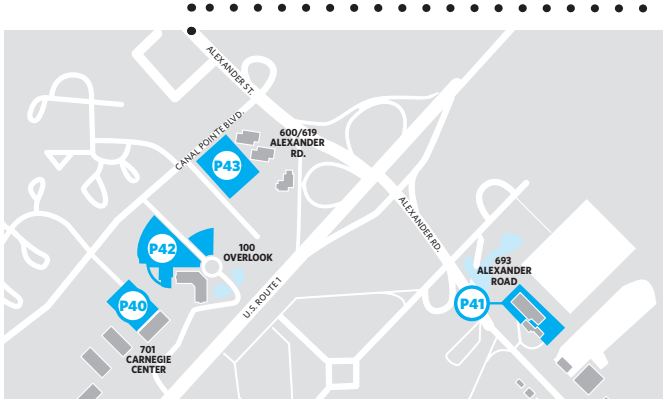 ALEXANDER ST.
CANAL POINTE BLVD.
600/619
ALEXANDER
RD.
P43
ALEXANDER RD.
P42
100
OVERLOOK
693
ALEXANDER
ROAD
U.S. ROUTE 1
P41
P40
701
CARNEGIE
CENTER